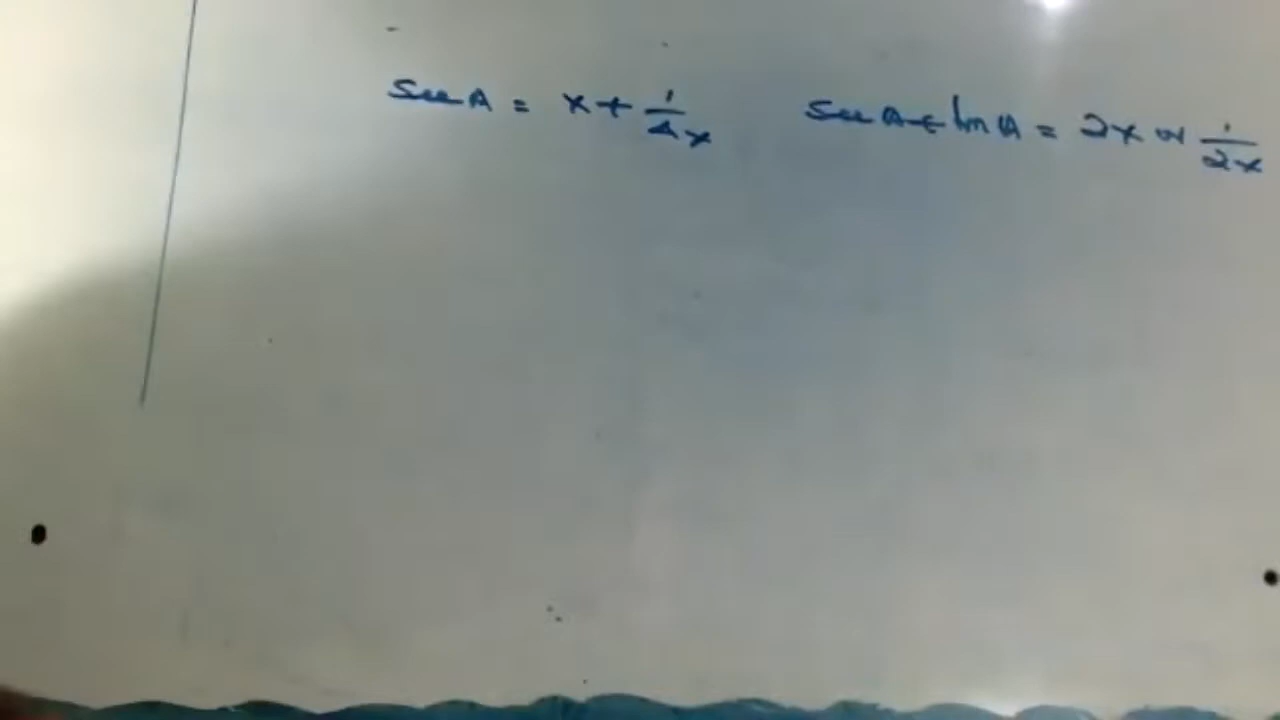 sec A = x + 1/4x sec A + tan A = 2x or 1/2x